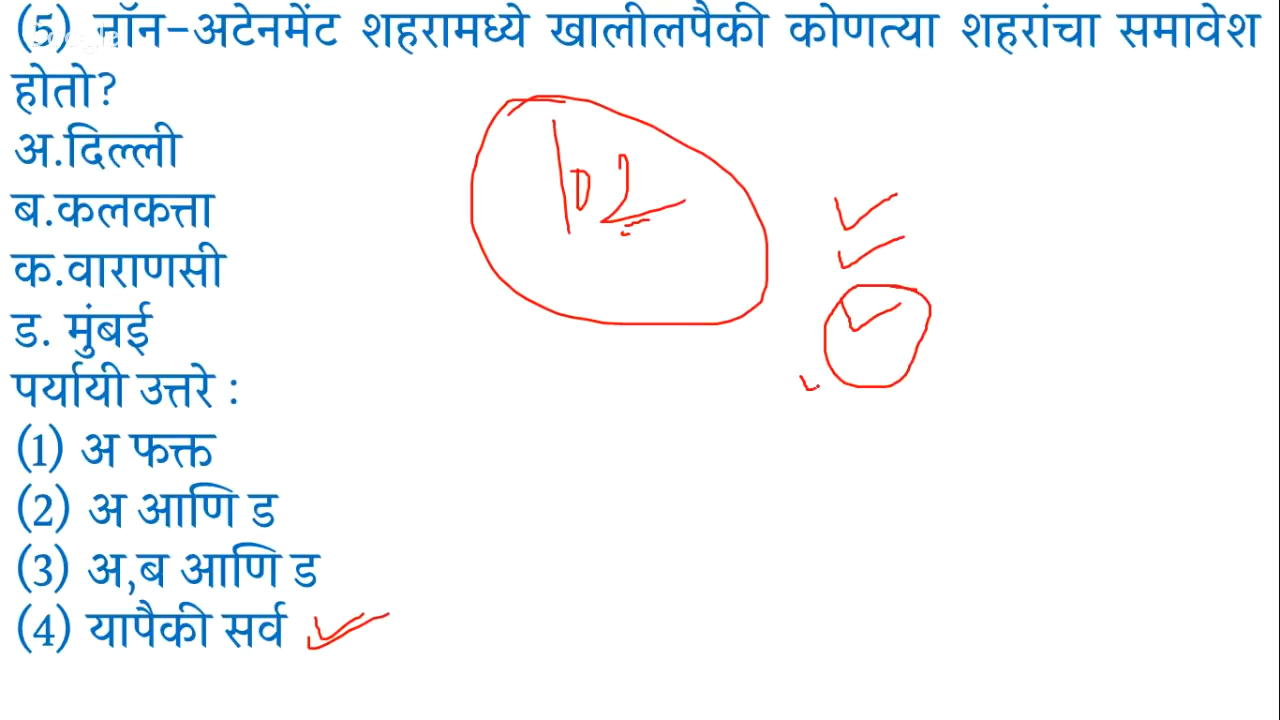 (5) नॉन-अटेनमेंट शहरामध्ये खालीलपैकी कोणत्या शहरांचा समावेश
होतो?
अ.दिल्ली
ब.कलकत्ता
क.वाराणसी
ड. मुंबई
पर्यायी उत्तरे :
(1) अ फक्त
(2) अ आणि ड
(3) अ,ब आणि ड
(4) यापैकी सर्व
102